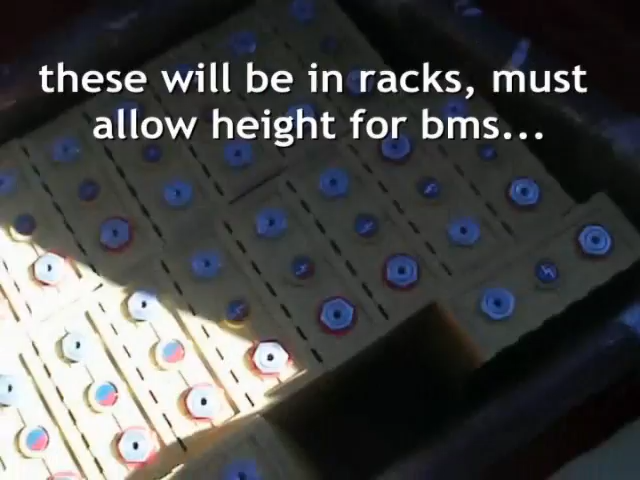 these will be in racks, must
allow height for bms...